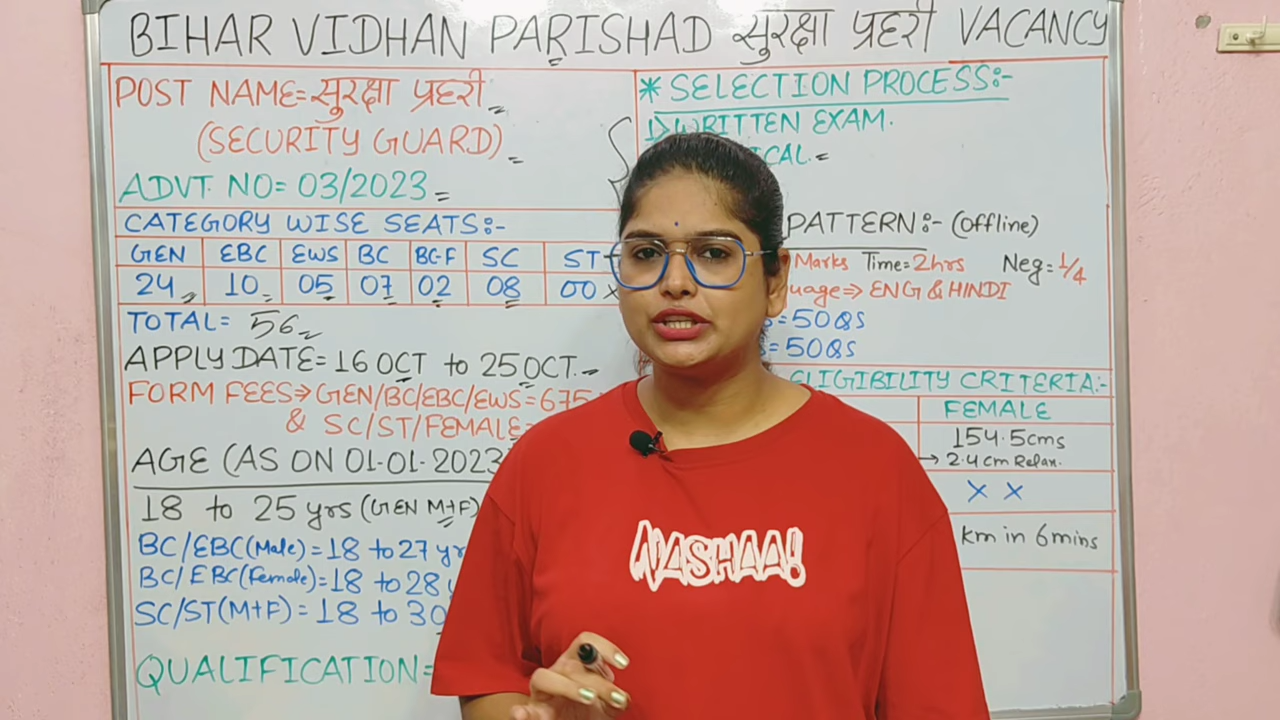 BIHAR VIDHAN PARISHAD सुरक्षा प्रहरी VACANCY
POST NAME=सुरक्षा प्रहरी
(SECURITY GUARD)
ADVT. NO= 03/2023
CATEGORY WISE SEATS:-
GEN EBC EWS BC BC-F SC ST
24 10 05 07 02 08 00 ×
TOTAL= 56
APPLY DATE=16 OCT to 25 OCT.
FORM FEES⇒GEN/BC/EBC/EWS=675
& SC/ST/FEMALE=
AGE (AS ON 01-01-2023
18 to 25 yrs (GEN M+F)
BC/EBC(Male)=18 to 27 yr
BC/EBC(Female)=18 to 28
SC/ST(M+F)= 18 to 30
QUALIFICATION=
* SELECTION PROCESS:-
1) WRITTEN EXAM.
ICAL.
PATTERN:- (Offline)
Marks Time=2hrs Neg=1/4
uage⇒ ENG & HINDI
=50QS
=50QS
ELIGIBILITY CRITERIA:-
FEMALE
154.5cms
→ 2.4 cm Relax.
× ×
km in 6mins
WASHAA!